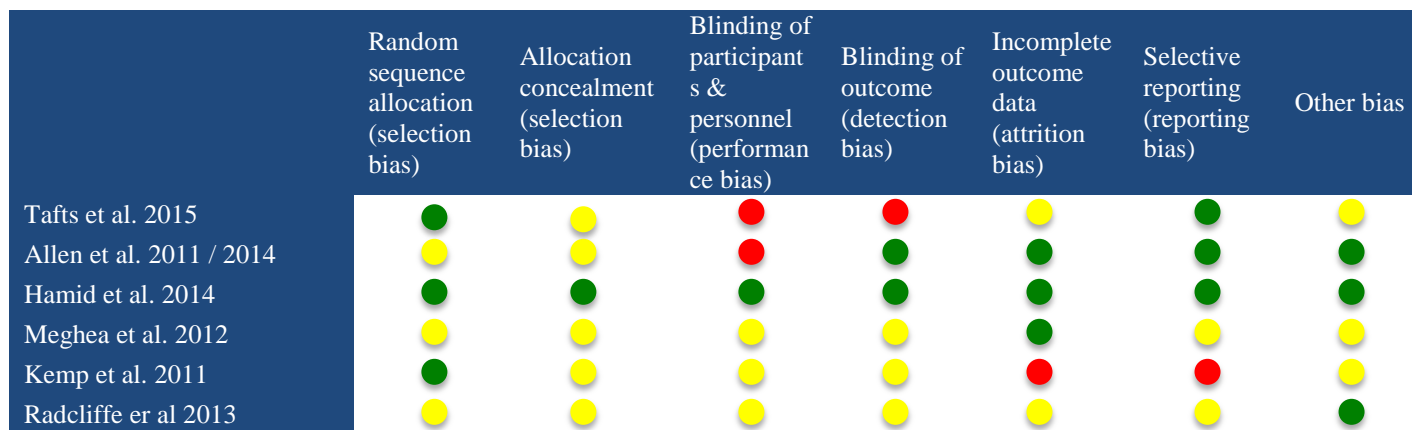 Random
sequence
allocation
(selection
bias)
Allocation
concealment
(selection
bias)
Blinding of
participant
s &
personnel
(performan
ce bias)
Blinding of
outcome
(detection
bias)
Incomplete
outcome
data
(attrition
bias)
Selective
reporting
(reporting
bias)
Other bias
Tafts et al. 2015
Allen et al. 2011 / 2014
Hamid et al. 2014
Meghea et al. 2012
Kemp et al. 2011
Radcliffe er al 2013